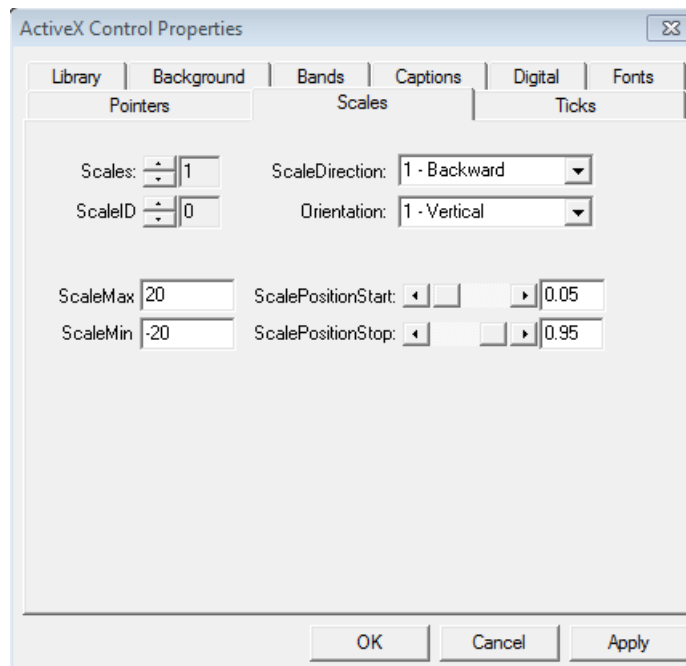 ActiveX Control Properties
Library Background Bands Captions Digital Fonts
Pointers Scales Ticks
Scales: 1 ScaleDirection: 1 - Backward
ScaleID 0 Orientation: 1 - Vertical
ScaleMax 20 ScalePositionStart: 0.05
ScaleMin -20 ScalePositionStop: 0.95
OK Cancel Apply